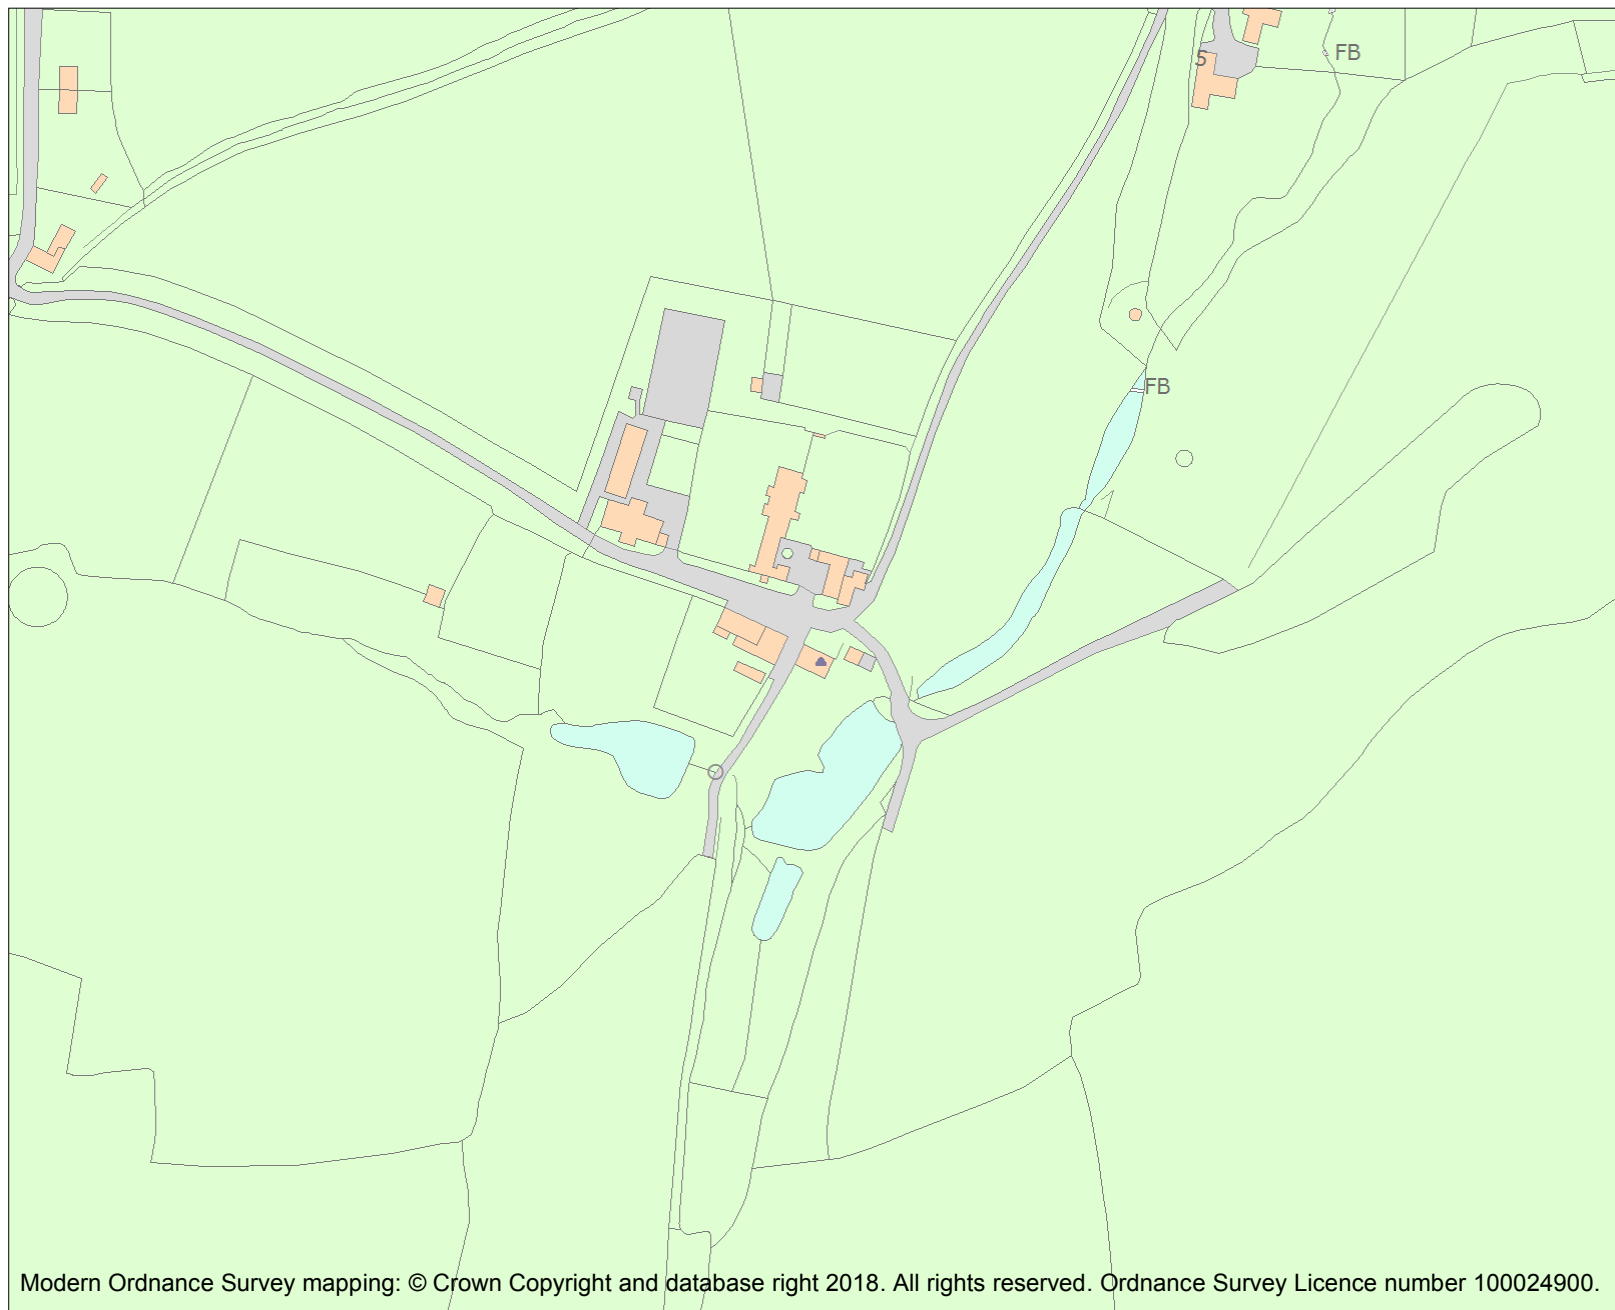 5
FB
FB
Modern Ordnance Survey mapping: © Crown Copyright and database right 2018. All rights reserved. Ordnance Survey Licence number 100024900.